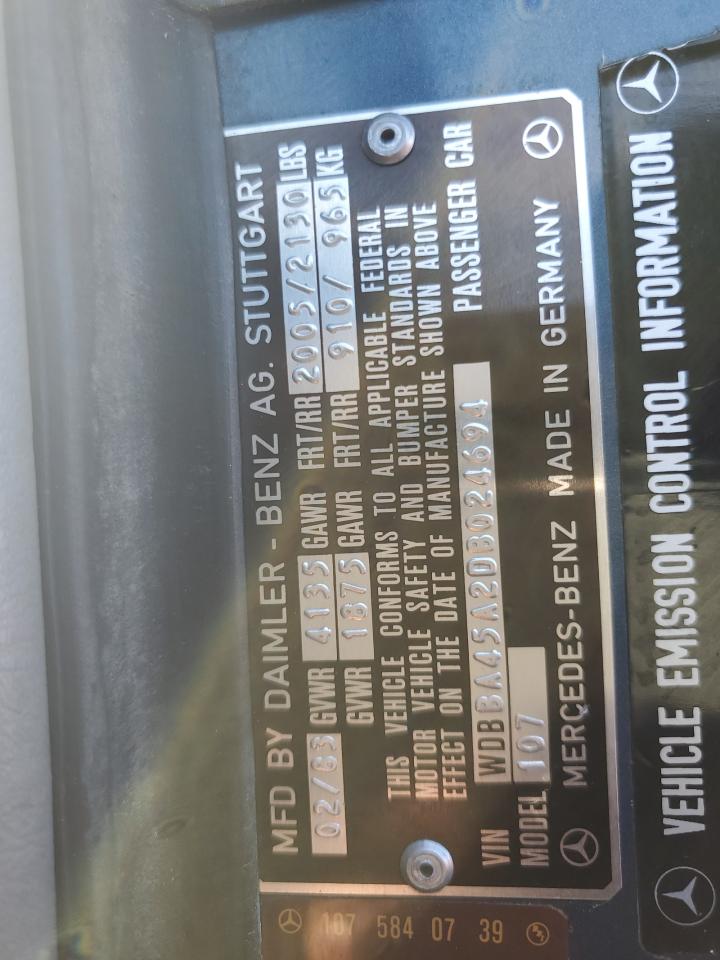 MFD BY DAIMLER - BENZ AG. STUTTGART
02/83 GVWR 4135 GAWR FRT/RR 2005/2130 LBS
GVWR 1875 GAWR FRT/RR 910/ 965 KG
THIS VEHICLE CONFORMS TO ALL APPLICABLE FEDERAL
MOTOR VEHICLE SAFETY AND BUMPER STANDARDS IN
EFFECT ON THE DATE OF MANUFACTURE SHOWN ABOVE
VIN WDBBA45A2DB024694 PASSENGER CAR
MODEL 107
MERCEDES-BENZ MADE IN GERMANY
107 584 07 39
VEHICLE EMISSION CONTROL INFORMATION